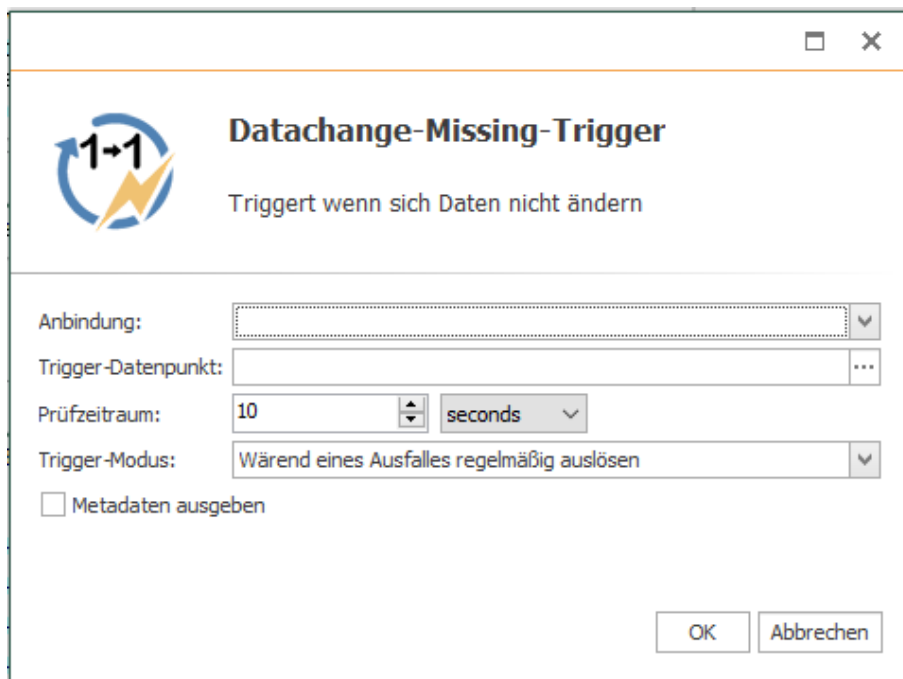 1→1
Datachange-Missing-Trigger
Triggert wenn sich Daten nicht ändern
Anbindung:
Trigger-Datenpunkt: ...
Prüfzeitraum: 10 seconds
Trigger-Modus: Wärend eines Ausfalles regelmäßig auslösen
Metadaten ausgeben
OK Abbrechen